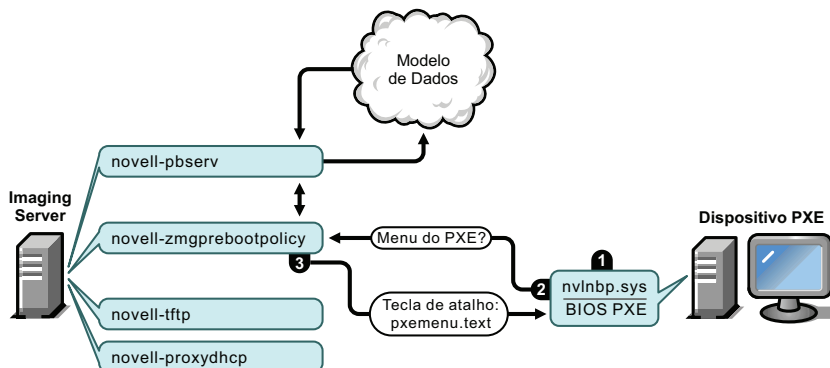 Modelo
de Dados
novell-pbserv
Imaging
Server
novell-zmgprebootpolicy
Menu do PXE?
Dispositivo PXE
1
2
3
nvlnbp.sys
BIOS PXE
Tecla de atalho:
pxemenu.text
novell-tftp
novell-proxydhcp